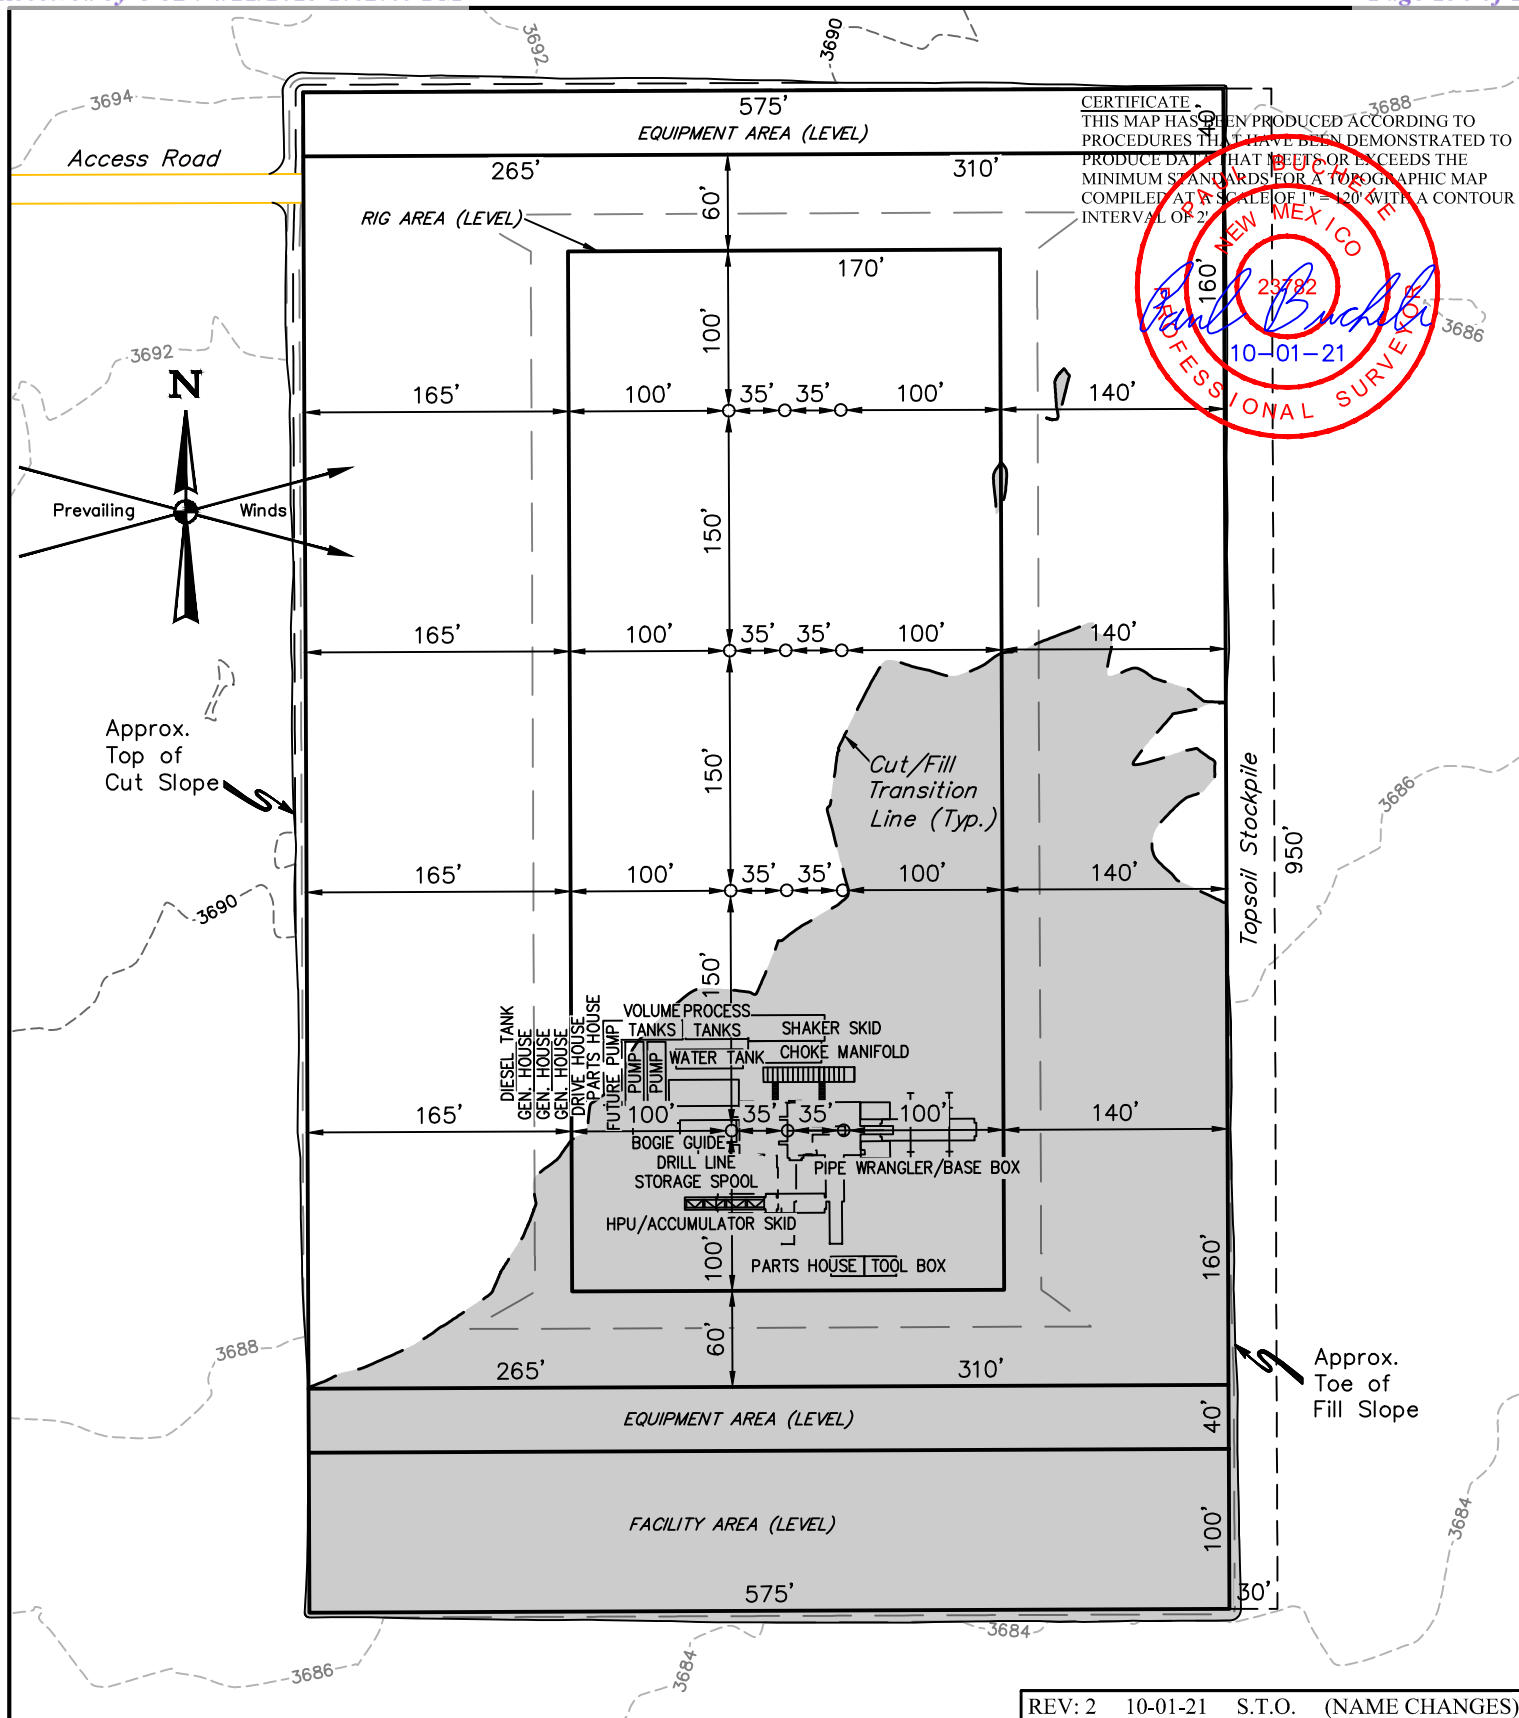 3692
3690
3694
575'
EQUIPMENT AREA (LEVEL)
40'
CERTIFICATE
THIS MAP HAS BEEN PRODUCED ACCORDING TO
PROCEDURES THAT HAVE BEEN DEMONSTRATED TO
PRODUCE DATA THAT MEETS OR EXCEEDS THE
MINIMUM STANDARDS FOR A TOPOGRAPHIC MAP
COMPILED AT A SCALE OF 1" = 120' WITH A CONTOUR
INTERVAL OF 2'
3688
Access Road
265'
310'
60'
RIG AREA (LEVEL)
170'
PAUL BUCHELE
NEW MEXICO
23782
PROFESSIONAL SURVEYOR
Paul Buchele
10-01-21
160'
3686
100'
3692
N
Prevailing Winds
165' 100' 35' 35' 100' 140'
150'
165' 100' 35' 35' 100' 140'
Approx.
Top of
Cut Slope
150'
Cut/Fill
Transition
Line (Typ.)
Topsoil Stockpile
950'
3686
165' 100' 35' 35' 100' 140'
3690
150'
DIESEL TANK
GEN. HOUSE
GEN. HOUSE
GEN. HOUSE
DRIVE HOUSE
PARTS HOUSE
FUTURE PUMP
PUMP
PUMP
VOLUME
TANKS
PROCESS
TANKS
SHAKER SKID
WATER TANK
CHOKE MANIFOLD
165' 100' 35' 35' 100' 140'
BOGIE GUIDE
DRILL LINE
STORAGE SPOOL
PIPE WRANGLER/BASE BOX
HPU/ACCUMULATOR SKID
100'
PARTS HOUSE
TOOL BOX
160'
60'
3688
265'
310'
Approx.
Toe of
Fill Slope
EQUIPMENT AREA (LEVEL)
40'
FACILITY AREA (LEVEL)
100'
3684
575'
30'
3684
3686
3684
REV: 2 10-01-21 S.T.O. (NAME CHANGES)